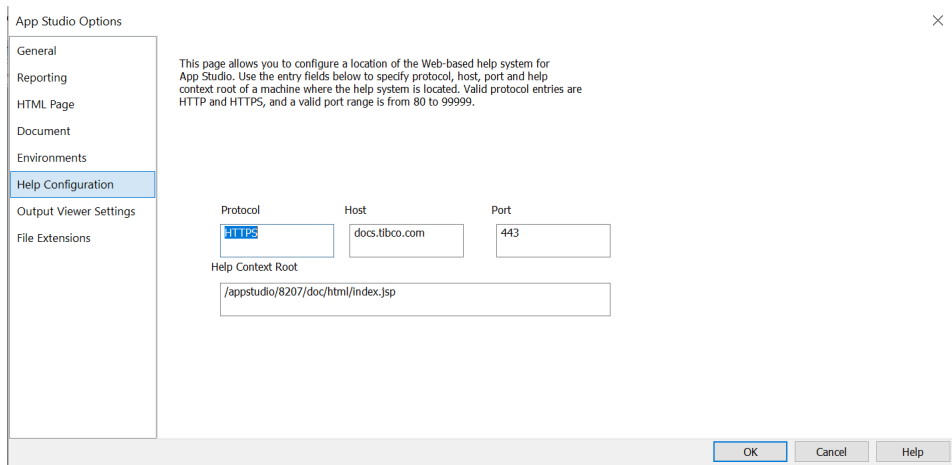 App Studio Options
General
Reporting
HTML Page
Document
Environments
Help Configuration
Output Viewer Settings
File Extensions
This page allows you to configure a location of the Web-based help system for
App Studio. Use the entry fields below to specify protocol, host, port and help
context root of a machine where the help system is located. Valid protocol entries are
HTTP and HTTPS, and a valid port range is from 80 to 99999.
Protocol Host Port
HTTPS docs.tibco.com 443
Help Context Root
/appstudio/8207/doc/html/index.jsp
OK Cancel Help